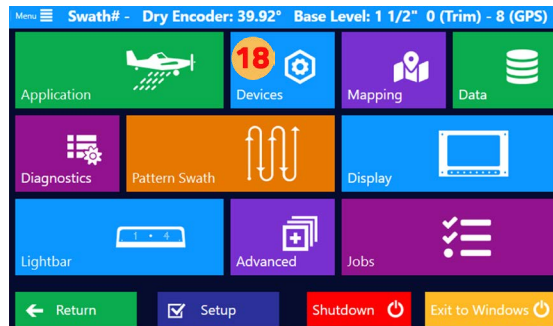 Menu Swath# - Dry Encoder: 39.92° Base Level: 1 1/2" 0 (Trim) - 8 (GPS)
18
Application Devices Mapping Data
Diagnostics Pattern Swath Display
1 • 4
Lightbar Advanced Jobs
Return Setup Shutdown Exit to Windows